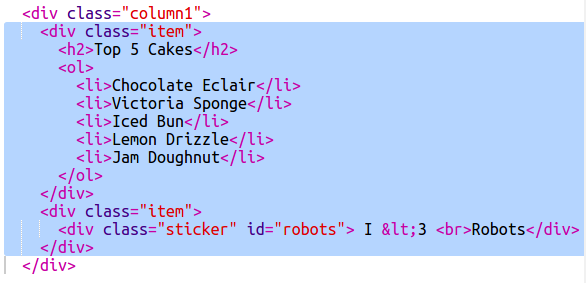 <div class="column1">
<div class="item">
<h2>Top 5 Cakes</h2>
<ol>
<li>Chocolate Eclair</li>
<li>Victoria Sponge</li>
<li>Iced Bun</li>
<li>Lemon Drizzle</li>
<li>Jam Doughnut</li>
</ol>
</div>
<div class="item">
<div class="sticker" id="robots"> I &lt;3 <br>Robots</div>
</div>
</div>